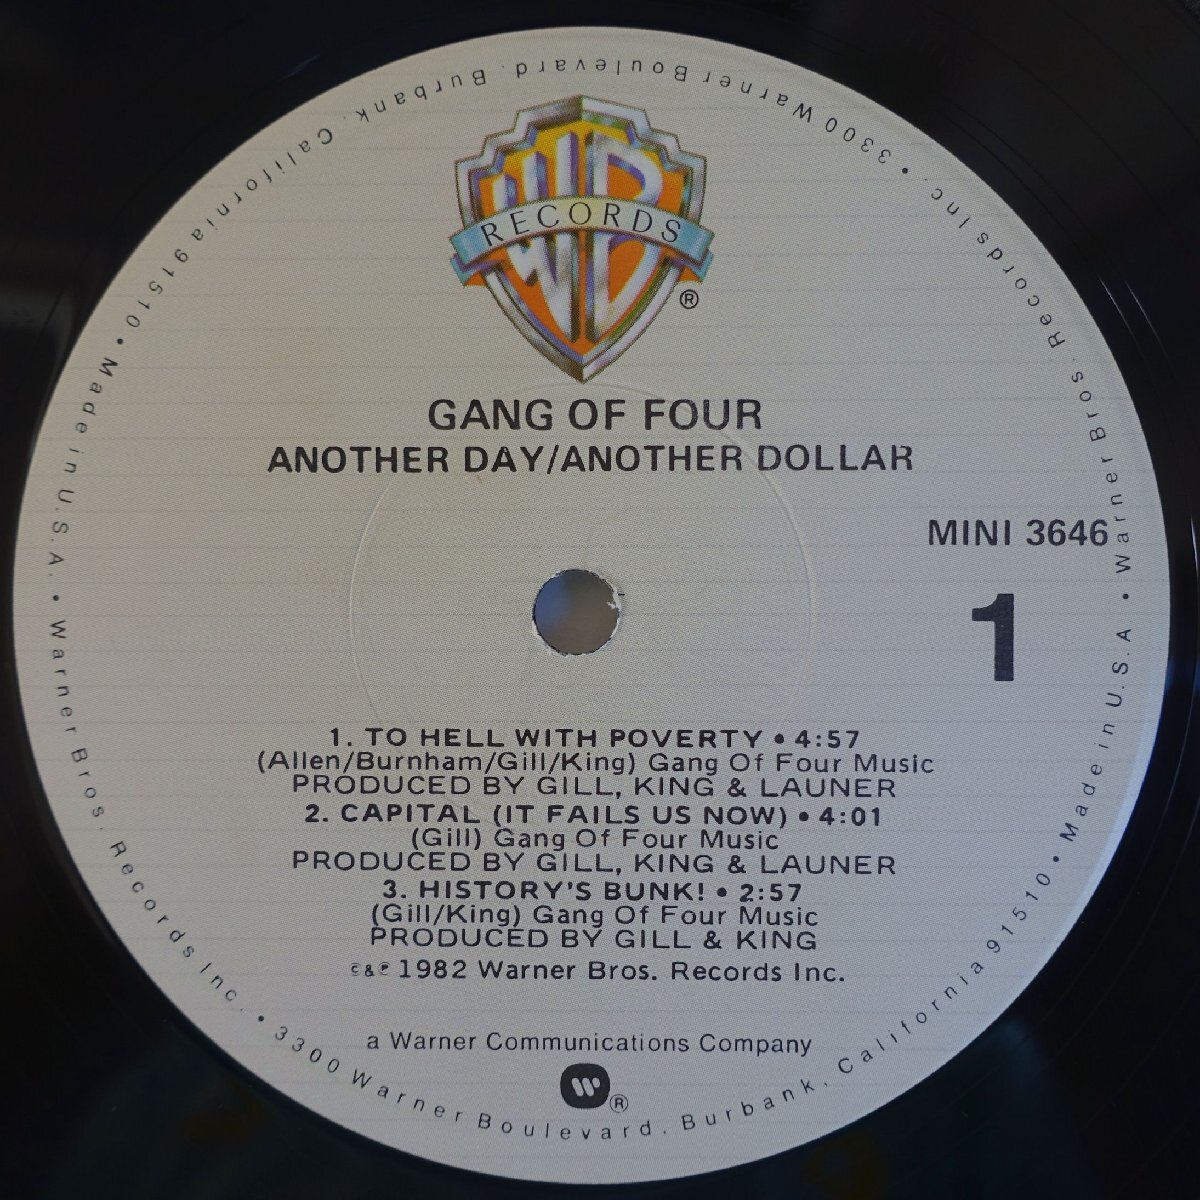 WB
RECORDS
®
GANG OF FOUR
ANOTHER DAY/ANOTHER DOLLAR
MINI 3646
1
1. TO HELL WITH POVERTY • 4:57
(Allen/Burnham/Gill/King) Gang Of Four Music
PRODUCED BY GILL, KING & LAUNER
2. CAPITAL (IT FAILS US NOW) • 4:01
(Gill) Gang Of Four Music
PRODUCED BY GILL, KING & LAUNER
3. HISTORY'S BUNK! • 2:57
(Gill/King) Gang Of Four Music
PRODUCED BY GILL & KING
© & ℗ 1982 Warner Bros. Records Inc.
a Warner Communications Company
W ®
Warner Bros. Records Inc. • 3300 Warner Boulevard. Burbank, California 91510 • Made in U.S.A. • Warner Bros. Records Inc. • 3300 Warner Boulevard. Burbank, California 91510 • Made in U.S.A •